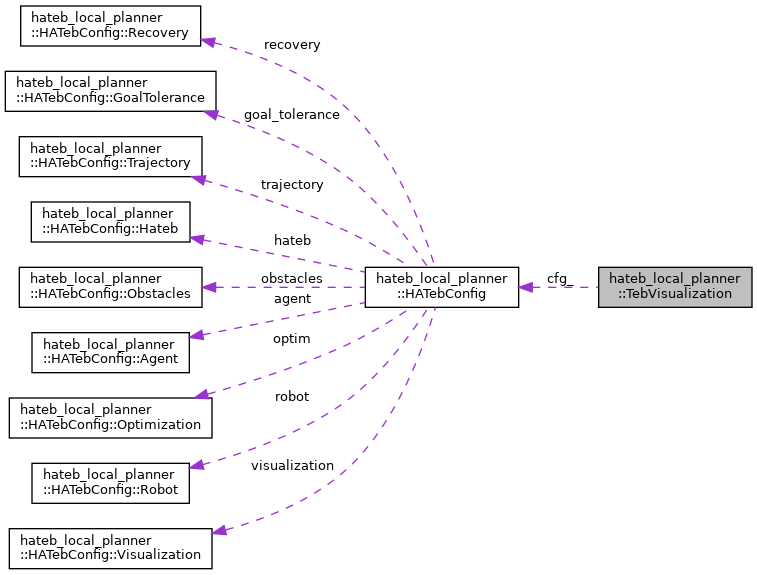 hateb_local_planner
::HATebConfig::Recovery
recovery
hateb_local_planner
::HATebConfig::GoalTolerance
goal_tolerance
hateb_local_planner
::HATebConfig::Trajectory
trajectory
hateb_local_planner
::HATebConfig::Hateb
hateb
hateb_local_planner
::HATebConfig::Obstacles
obstacles
hateb_local_planner
::HATebConfig
cfg_
hateb_local_planner
::TebVisualization
agent
hateb_local_planner
::HATebConfig::Agent
optim
hateb_local_planner
::HATebConfig::Optimization
robot
hateb_local_planner
::HATebConfig::Robot
visualization
hateb_local_planner
::HATebConfig::Visualization